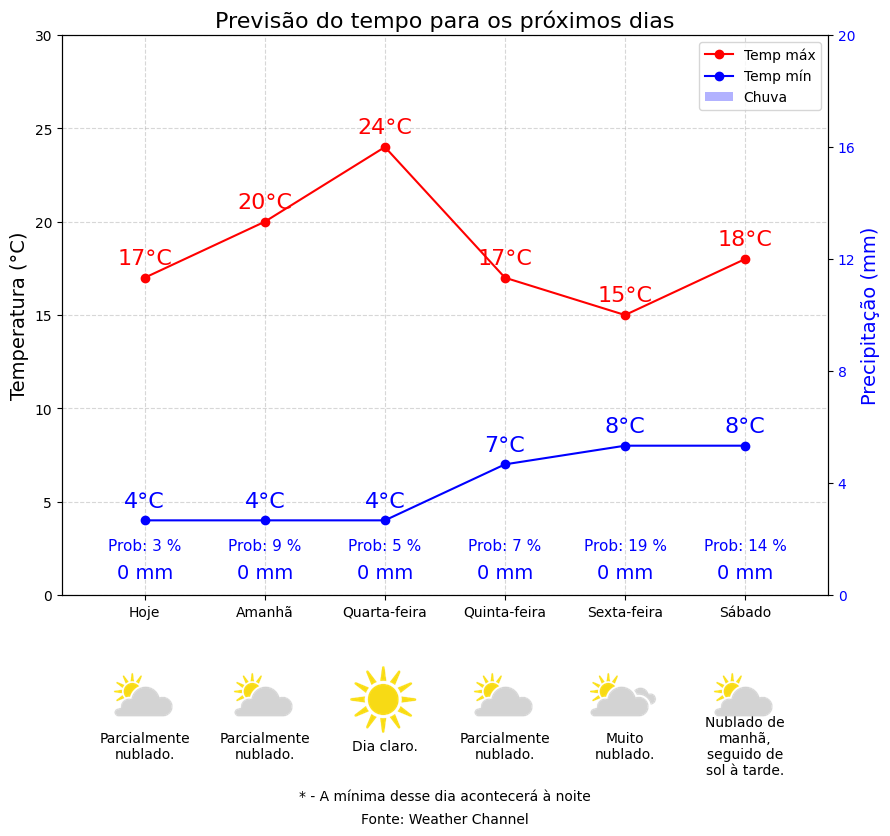 Previsão do tempo para os próximos dias
30
25
20
15
10
5
0
Temperatura (°C)
20
16
12
8
4
0
Precipitação (mm)
Temp máx
Temp mín
Chuva
17°C 20°C 24°C 17°C 15°C 18°C
4°C 4°C 4°C 7°C 8°C 8°C
Prob: 3 % Prob: 9 % Prob: 5 % Prob: 7 % Prob: 19 % Prob: 14 %
0 mm 0 mm 0 mm 0 mm 0 mm 0 mm
Hoje Amanhã Quarta-feira Quinta-feira Sexta-feira Sábado
Parcialmente
nublado.
Parcialmente
nublado.
Dia claro.
Parcialmente
nublado.
Muito
nublado.
Nublado de
manhã,
seguido de
sol à tarde.
* - A mínima desse dia acontecerá à noite
Fonte: Weather Channel